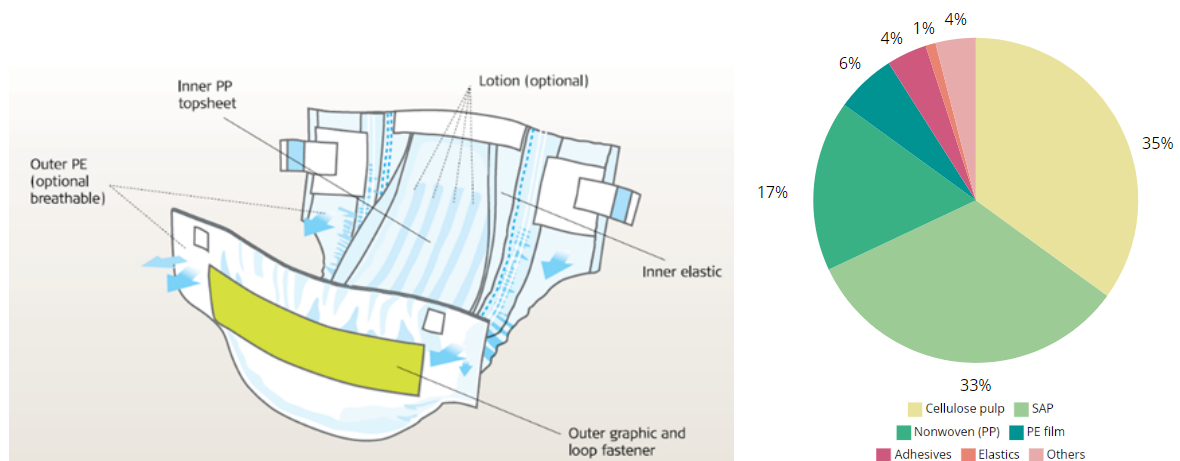 Inner PP
topsheet
Lotion (optional)
Outer PE
(optional
breathable)
Inner elastic
Outer graphic and
loop fastener
4%
1%
4%
6%
35%
17%
33%
Cellulose pulp SAP
Nonwoven (PP) PE film
Adhesives Elastics Others